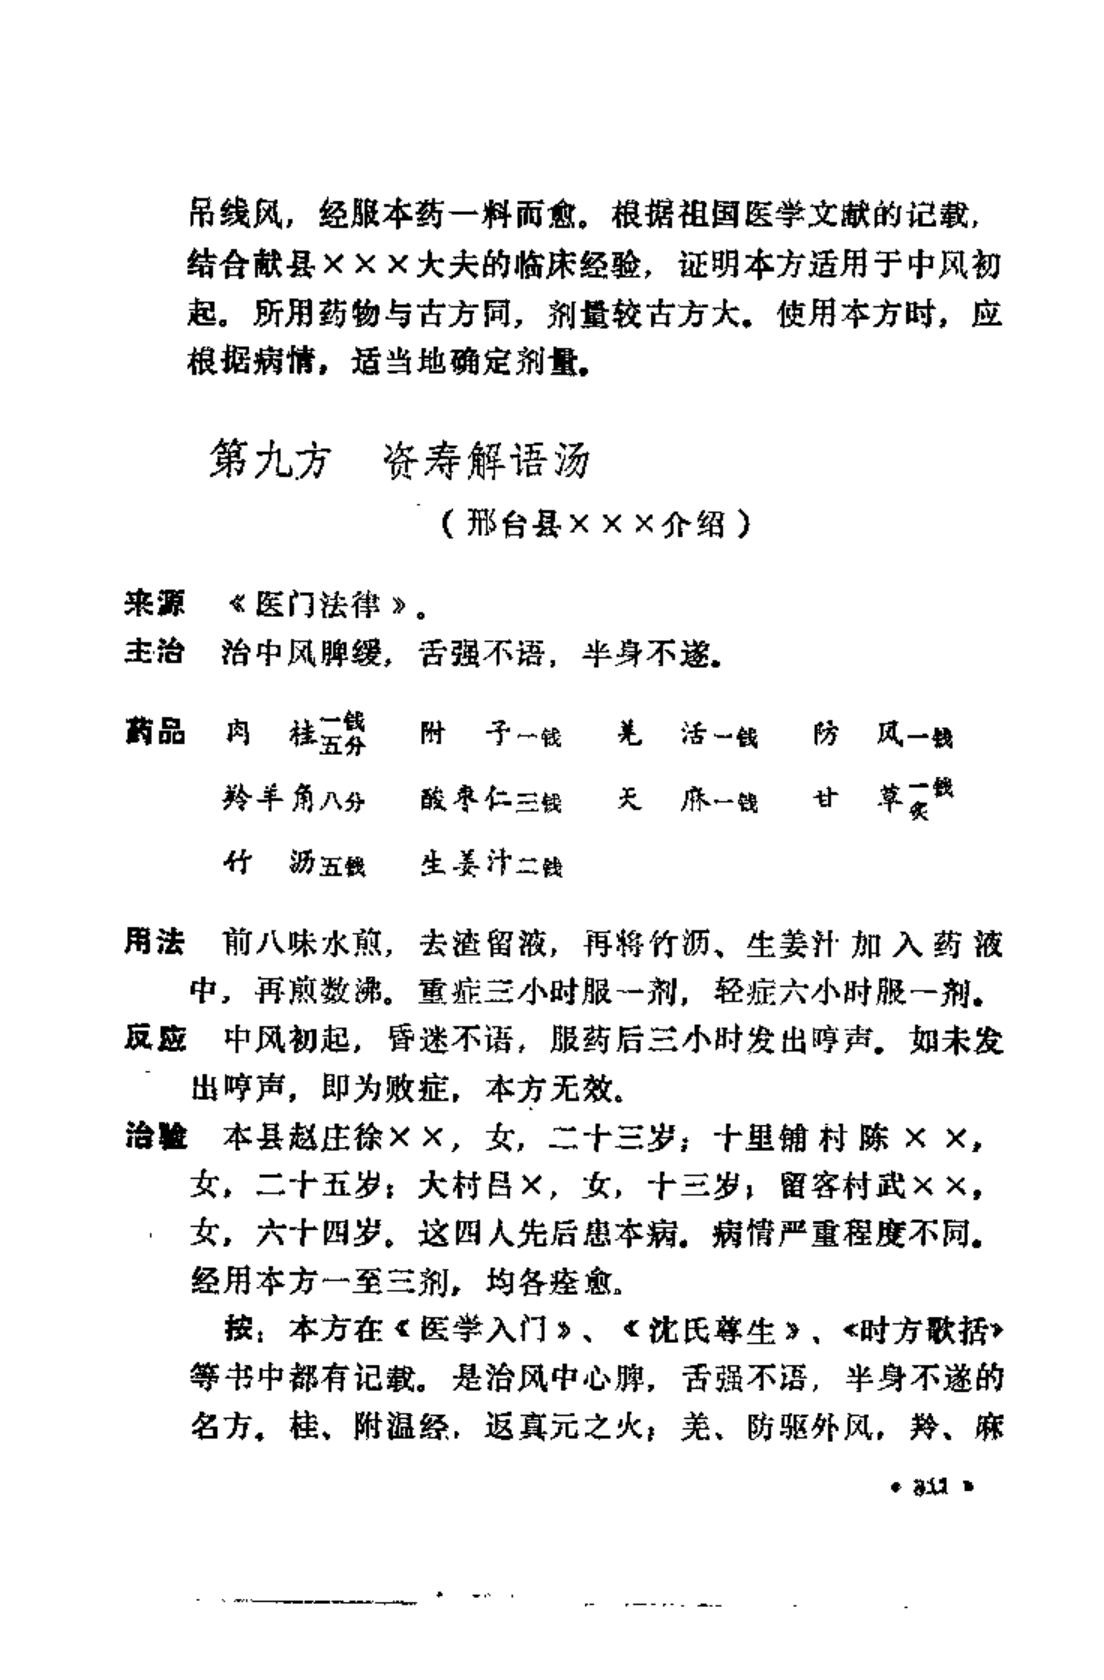 吊线风，经服本药一料而愈。根据祖国医学文献的记载，
结合献县×××大夫的临床经验，证明本方适用于中风初
起。所用药物与古方同，剂量较古方大。使用本方时，应
根据病情，适当地确定剂量。
第九方　资寿解语汤
（邢台县×××介绍）
来源　《医门法律》。
主治　治中风脾缓，舌强不语，半身不遂。
药品　肉　桂一钱五分　附　子一钱　羌　活一钱　防　风一钱
羚羊角八分　酸枣仁三钱　天　麻一钱　甘　草一钱炙
竹　沥五钱　生姜汁二钱
用法　前八味水煎，去渣留液，再将竹沥、生姜汁加入药液
中，再煎数沸。重症三小时服一剂，轻症六小时服一剂。
反应　中风初起，昏迷不语，服药后三小时发出哼声。如未发
出哼声，即为败症，本方无效。
治验　本县赵庄徐××，女，二十三岁；十里铺村陈××，
女，二十五岁；大村吕×，女，十三岁；留客村武××，
女，六十四岁。这四人先后患本病。病情严重程度不同。
经用本方一至三剂，均各痊愈。
按：本方在《医学入门》、《沈氏尊生》、《时方歌括》
等书中都有记载。是治风中心脾，舌强不语，半身不遂的
名方。桂、附温经，返真元之火；羌、防驱外风，羚、麻
• 311 •